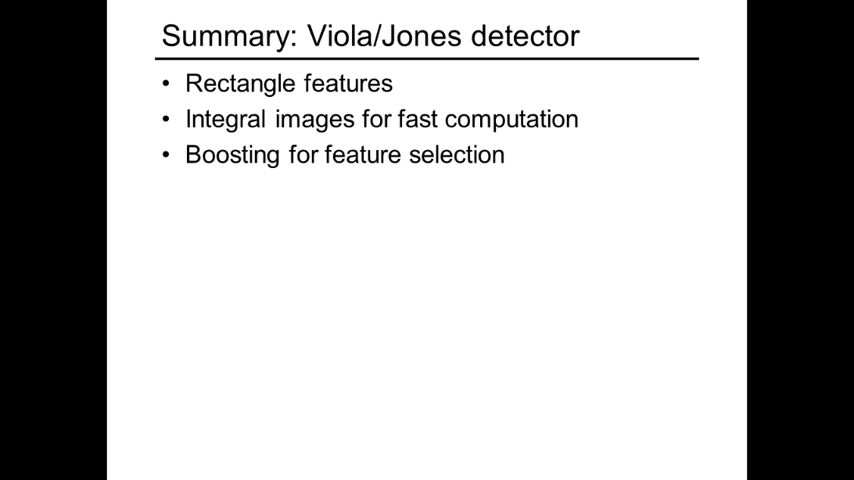 Summary: Viola/Jones detector
• Rectangle features
• Integral images for fast computation
• Boosting for feature selection